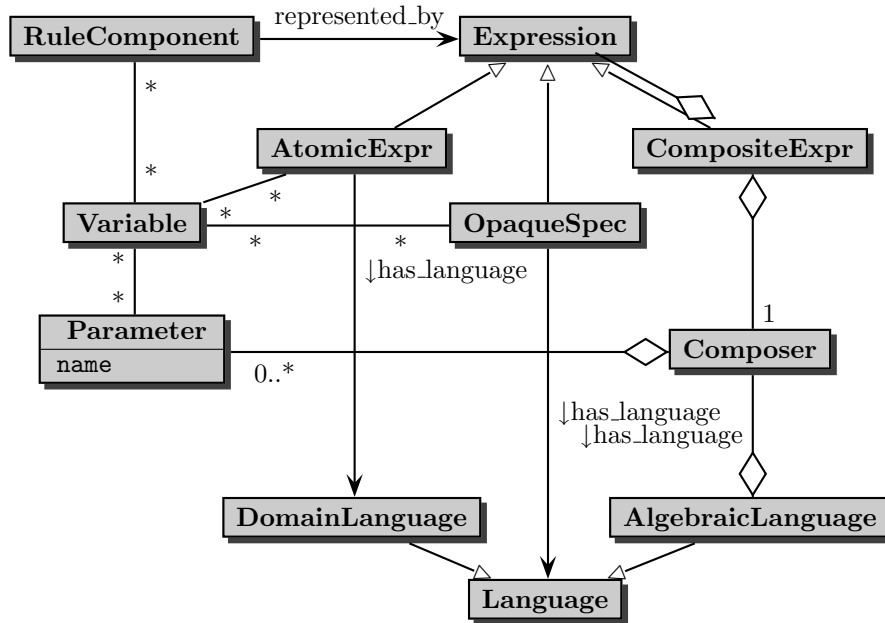 represented_by
RuleComponent
Expression
*
AtomicExpr
CompositeExpr
*
*
Variable
*
OpaqueSpec
*
*
*
↓has_language
*
1
Parameter
name
Composer
0..*
↓has_language
↓has_language
DomainLanguage
AlgebraicLanguage
Language